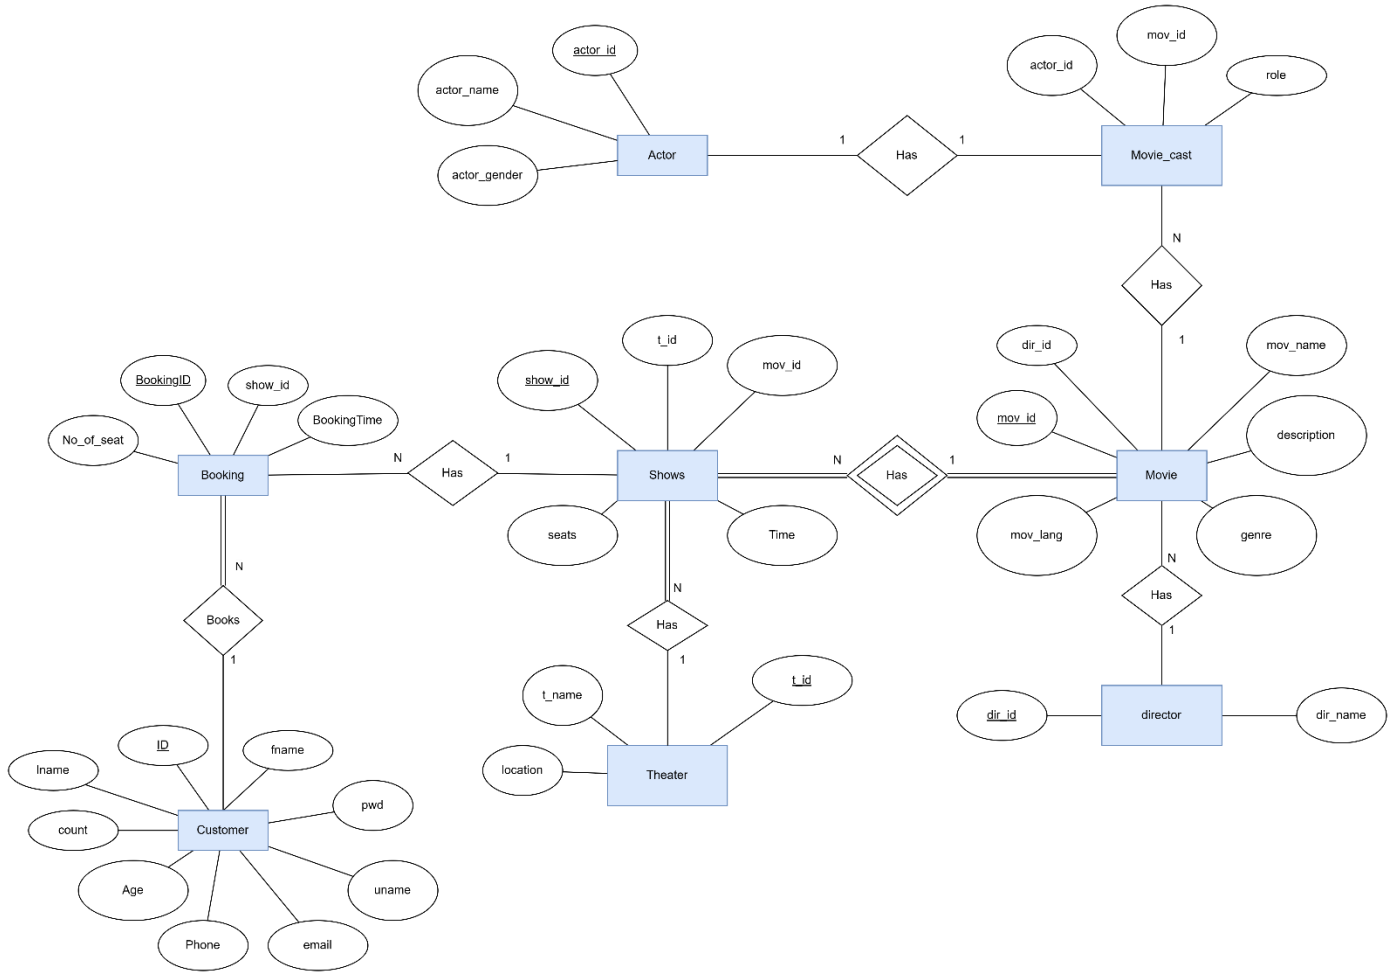 mov_id
actor_id
actor_id
role
actor_name
1
1
Actor
Has
Movie_cast
actor_gender
N
Has
t_id
1
dir_id
mov_name
show_id
mov_id
BookingID
show_id
mov_id
BookingTime
description
No_of_seat
N
1
N
1
Booking
Has
Shows
Has
Movie
seats
Time
mov_lang
genre
N
N
N
Has
Books
Has
1
1
1
t_name
t_id
dir_id
director
dir_name
ID
fname
lname
location
Theater
pwd
count
Customer
Age
uname
Phone
email